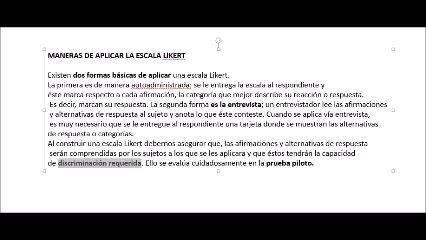 MANERAS DE APLICAR LA ESCALA LIKERT
Existen dos formas básicas de aplicar una escala Likert.
La primera es de manera autoadministrada: se le entrega la escala al respondiente y
éste marca respecto a cada afirmación, la categoría que mejor describe su reacción o respuesta.
Es decir, marcan su respuesta. La segunda forma es la entrevista; un entrevistador lee las afirmaciones
y alternativas de respuesta al sujeto y anota lo que éste conteste. Cuando se aplica vía entrevista,
es muy necesario que se le entregue al respondiente una tarjeta donde se muestran las alternativas
de respuesta o categorías.
Al construir una escala Likert debemos asegurar que, las afirmaciones y alternativas de respuesta
serán comprendidas por los sujetos a los que se les aplicara y que éstos tendrán la capacidad
de discriminación requerida. Ello se evalúa cuidadosamente en la prueba piloto.